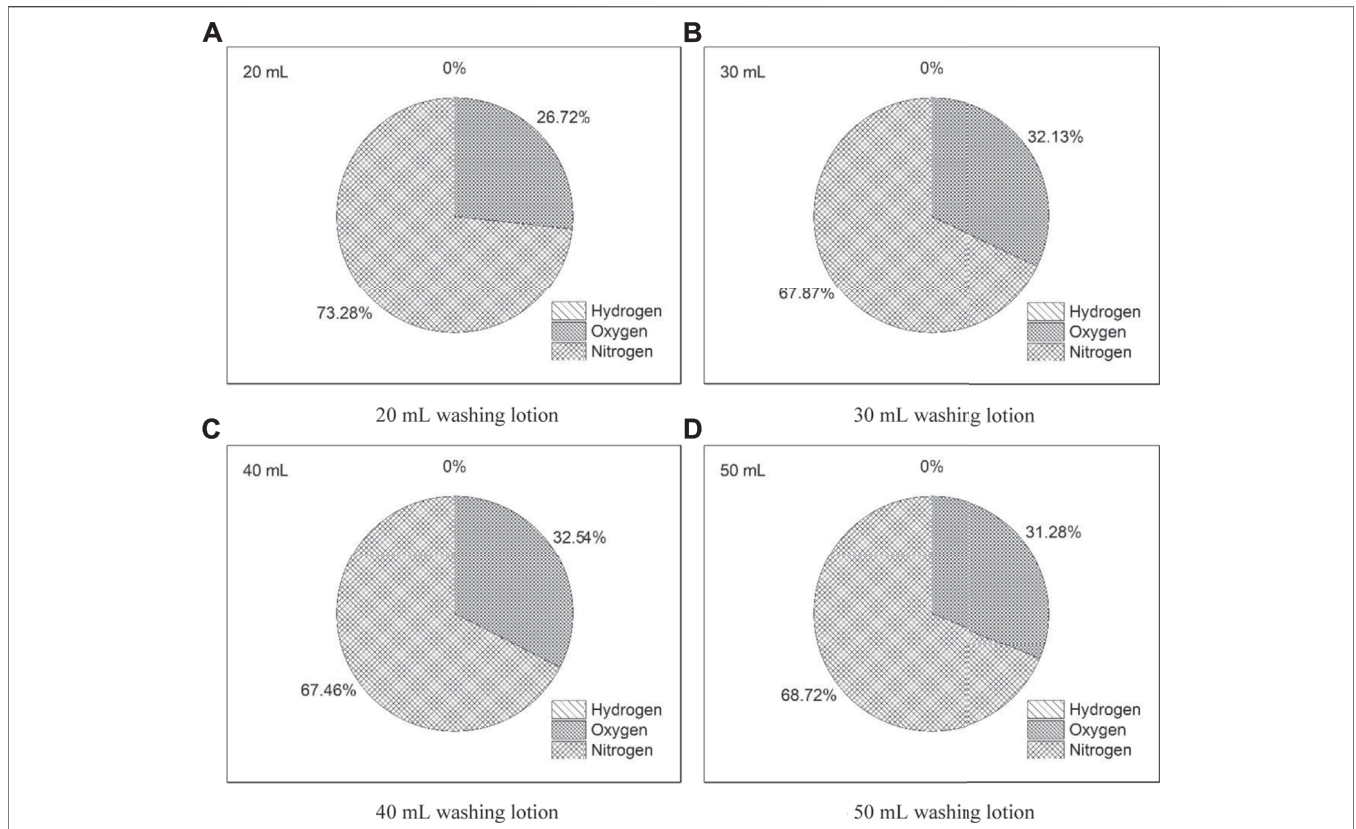 A
20 mL
0%
26.72%
73.28%
Hydrogen
Oxygen
Nitrogen
20 mL washing lotion
B
30 mL
0%
32.13%
67.87%
Hydrogen
Oxygen
Nitrogen
30 mL washing lotion
C
40 mL
0%
32.54%
67.46%
Hydrogen
Oxygen
Nitrogen
40 mL washing lotion
D
50 mL
0%
31.28%
68.72%
Hydrogen
Oxygen
Nitrogen
50 mL washing lotion